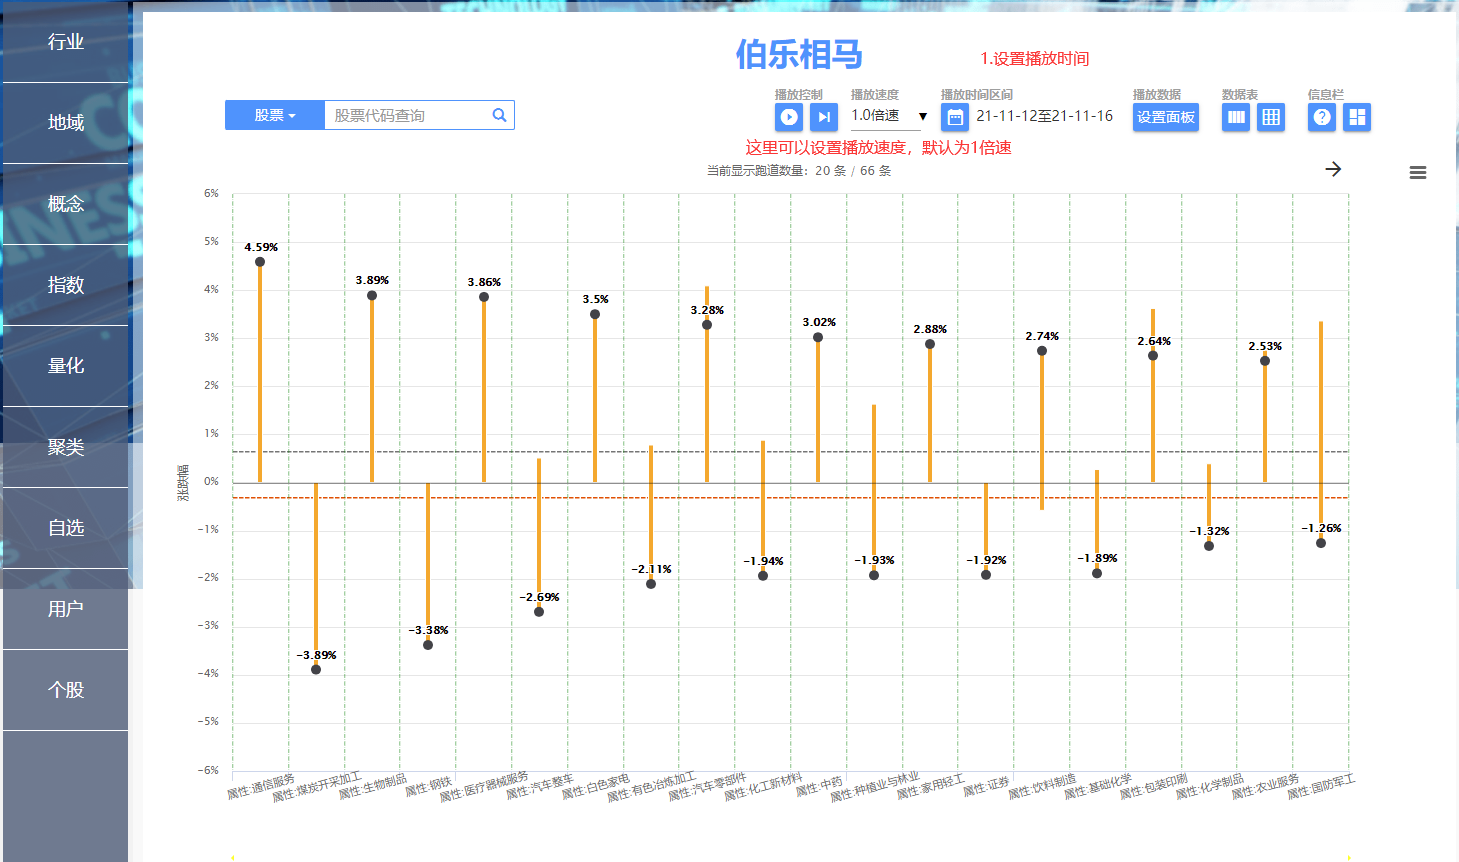 行业
地域
概念
指数
量化
聚类
自选
用户
个股
伯乐相马
1.设置播放时间
股票
股票代码查询
播放控制
播放速度
1.0倍速
播放时间区间
21-11-12至21-11-16
播放数据
设置面板
数据表
信息栏
这里可以设置播放速度，默认为1倍速
当前显示跑道数量：20 条 / 66 条
涨跌幅
6%
5%
4%
3%
2%
1%
0%
-1%
-2%
-3%
-4%
-5%
-6%
4.59%
-3.89%
3.89%
-3.38%
3.86%
-2.69%
3.5%
-2.11%
3.28%
-1.94%
3.02%
-1.93%
2.88%
-1.92%
2.74%
-1.89%
2.64%
-1.32%
2.53%
-1.26%
属性:通信服务
属性:煤炭开采加工
属性:生物制品
属性:钢铁
属性:医疗器械服务
属性:汽车整车
属性:白色家电
属性:有色冶炼加工
属性:汽车零部件
属性:化工新材料
属性:中药
属性:种植业与林业
属性:家用轻工
属性:证券
属性:饮料制造
属性:基础化学
属性:包装印刷
属性:化学制品
属性:农业服务
属性:国防军工